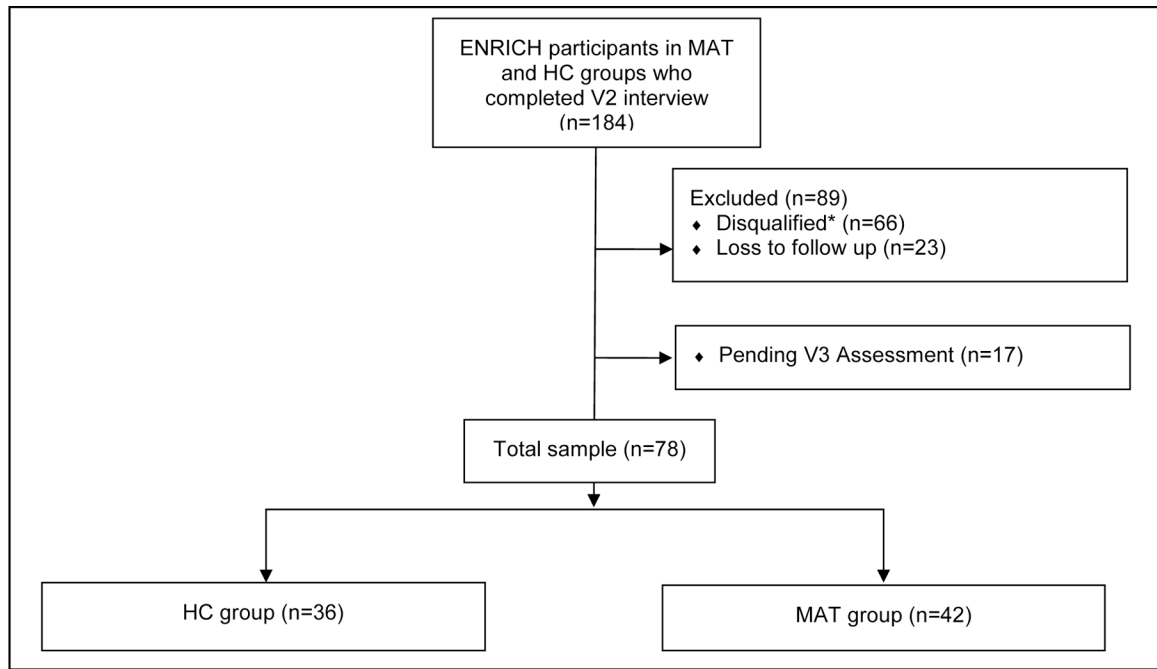 ENRICH participants in MAT
and HC groups who
completed V2 interview
(n=184)
Excluded (n=89)
♦ Disqualified* (n=66)
♦ Loss to follow up (n=23)
♦ Pending V3 Assessment (n=17)
Total sample (n=78)
HC group (n=36)
MAT group (n=42)